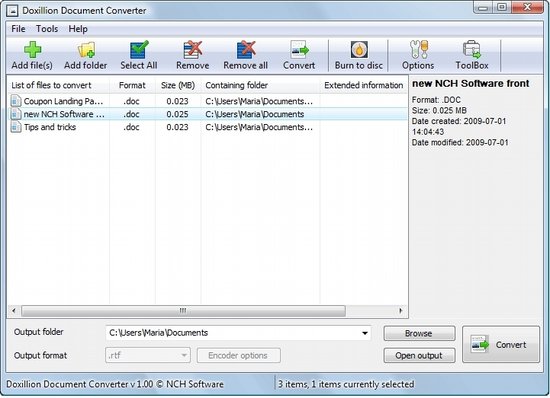 Doxillion Document Converter
File Tools Help
Add file(s) Add folder Select All Remove Remove all Convert Burn to disc Options ToolBox
List of files to convert Format Size (MB) Containing folder Extended information
Coupon Landing Pa... .doc 0.023 C:\Users\Maria\Documents...
new NCH Software ... .doc 0.025 C:\Users\Maria\Documents
Tips and tricks .doc 0.023 C:\Users\Maria\Documents...
new NCH Software front
Format: .DOC
Size: 0.025 MB
Date created: 2009-07-01
14:04:43
Date modified: 2009-07-01
Output folder C:\Users\Maria\Documents Browse
Output format .rtf Encoder options Open output
Convert
Doxillion Document Converter v 1.00 © NCH Software 3 items, 1 items currently selected